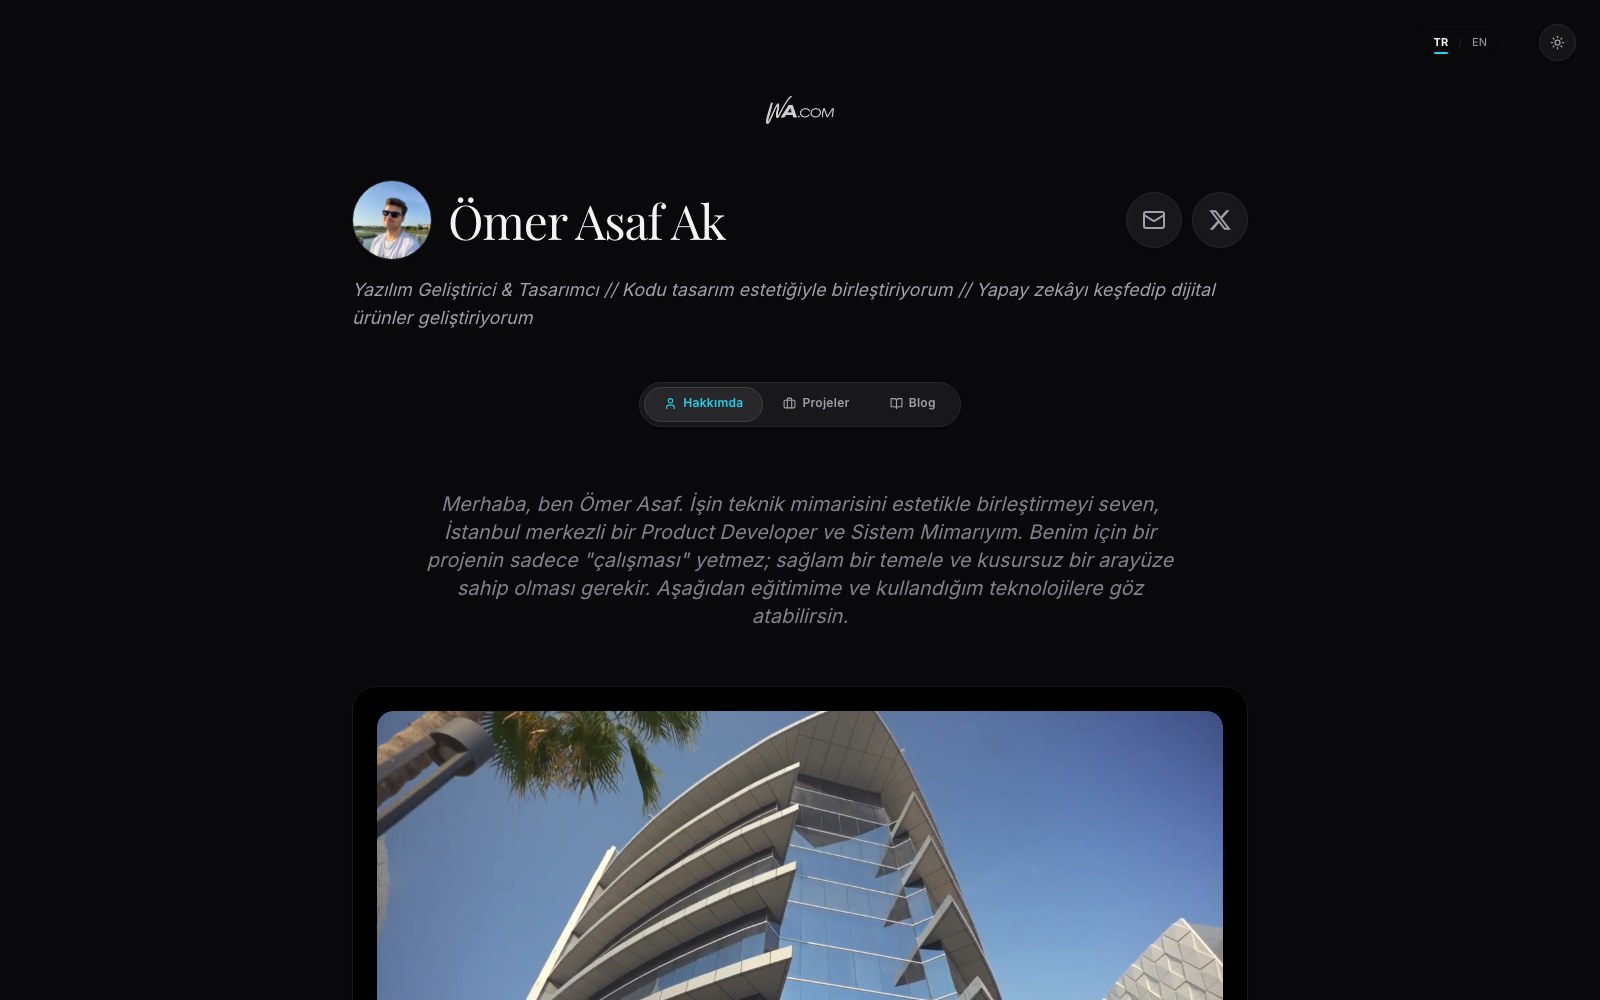 TR / EN
WA.COM
Ömer Asaf Ak
Yazılım Geliştirici & Tasarımcı // Kodu tasarım estetiğiyle birleştiriyorum // Yapay zekâyı keşfedip dijital
ürünler geliştiriyorum
Hakkımda
Projeler
Blog
Merhaba, ben Ömer Asaf. İşin teknik mimarisini estetikle birleştirmeyi seven,
İstanbul merkezli bir Product Developer ve Sistem Mimarıyım. Benim için bir
projenin sadece "çalışması" yetmez; sağlam bir temele ve kusursuz bir arayüze
sahip olması gerekir. Aşağıdan eğitimime ve kullandığım teknolojilere göz
atabilirsin.